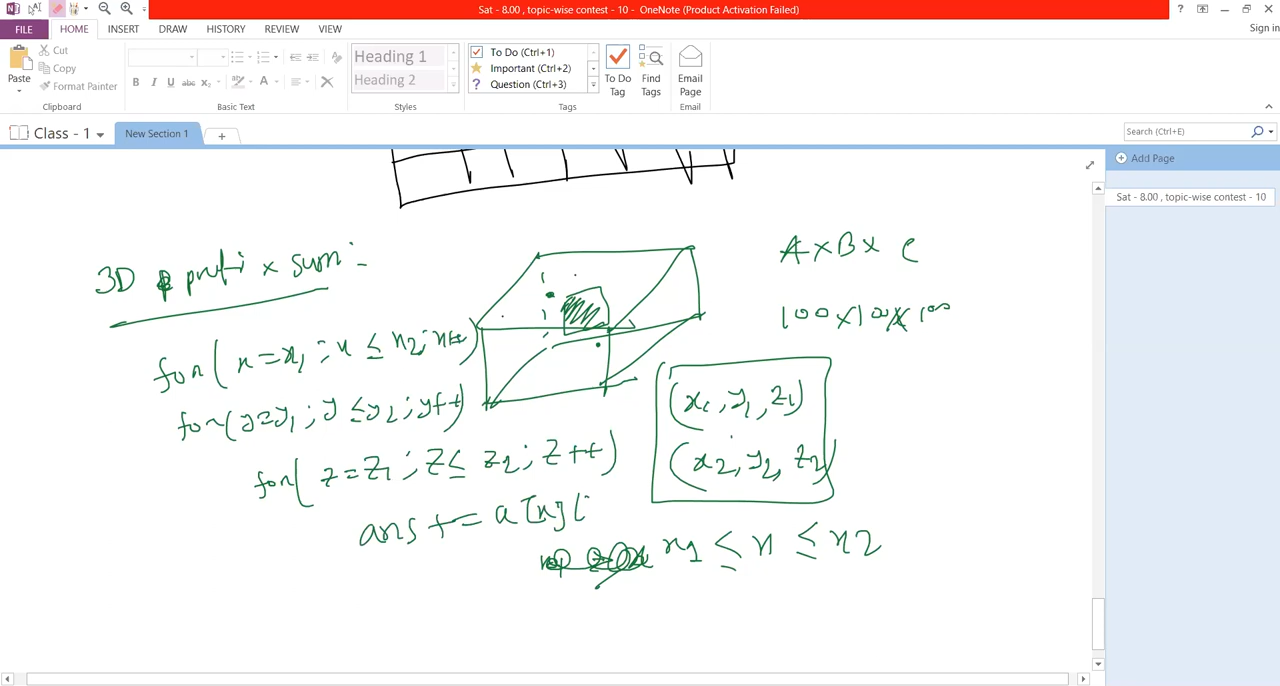 Sat - 8.00 , topic-wise contest - 10 - OneNote (Product Activation Failed)
FILE HOME INSERT DRAW HISTORY REVIEW VIEW Sign in
Paste
Cut
Copy
Format Painter
Clipboard
B I U abc
Basic Text
Heading 1
Heading 2
Styles
To Do (Ctrl+1)
Important (Ctrl+2)
Question (Ctrl+3)
Tags
To Do Tag
Find Tags
Email Page
Email
Class - 1 New Section 1
Search (Ctrl+E)
Add Page
Sat - 8.00 , topic-wise contest - 10
3D prefix sum :
A x B x C
100 x 100 x 100
for( x = x1 ; x ≤ x2 ; x++)
for(y = y1 ; y ≤ y2 ; y++)
for( z = z1 ; z ≤ z2 ; z++)
ans += a[x][
(x1, y1, z1)
(x2, y2, z2)
x1 ≤ x ≤ x2